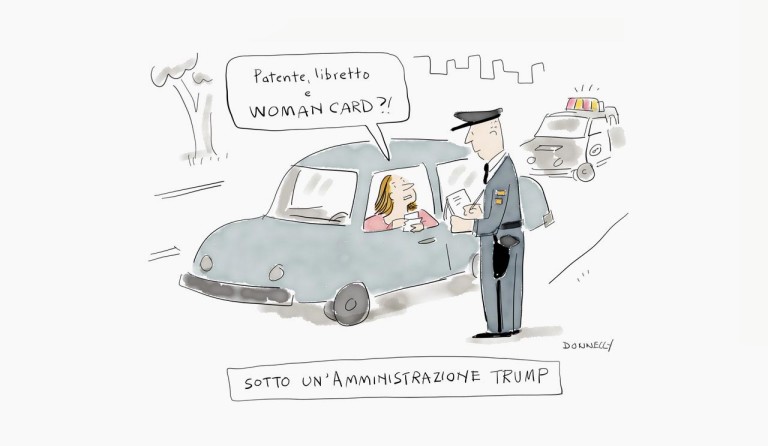 Patente, libretto
e
WOMAN CARD?!
DONNELLY
SOTTO UN'AMMINISTRAZIONE TRUMP